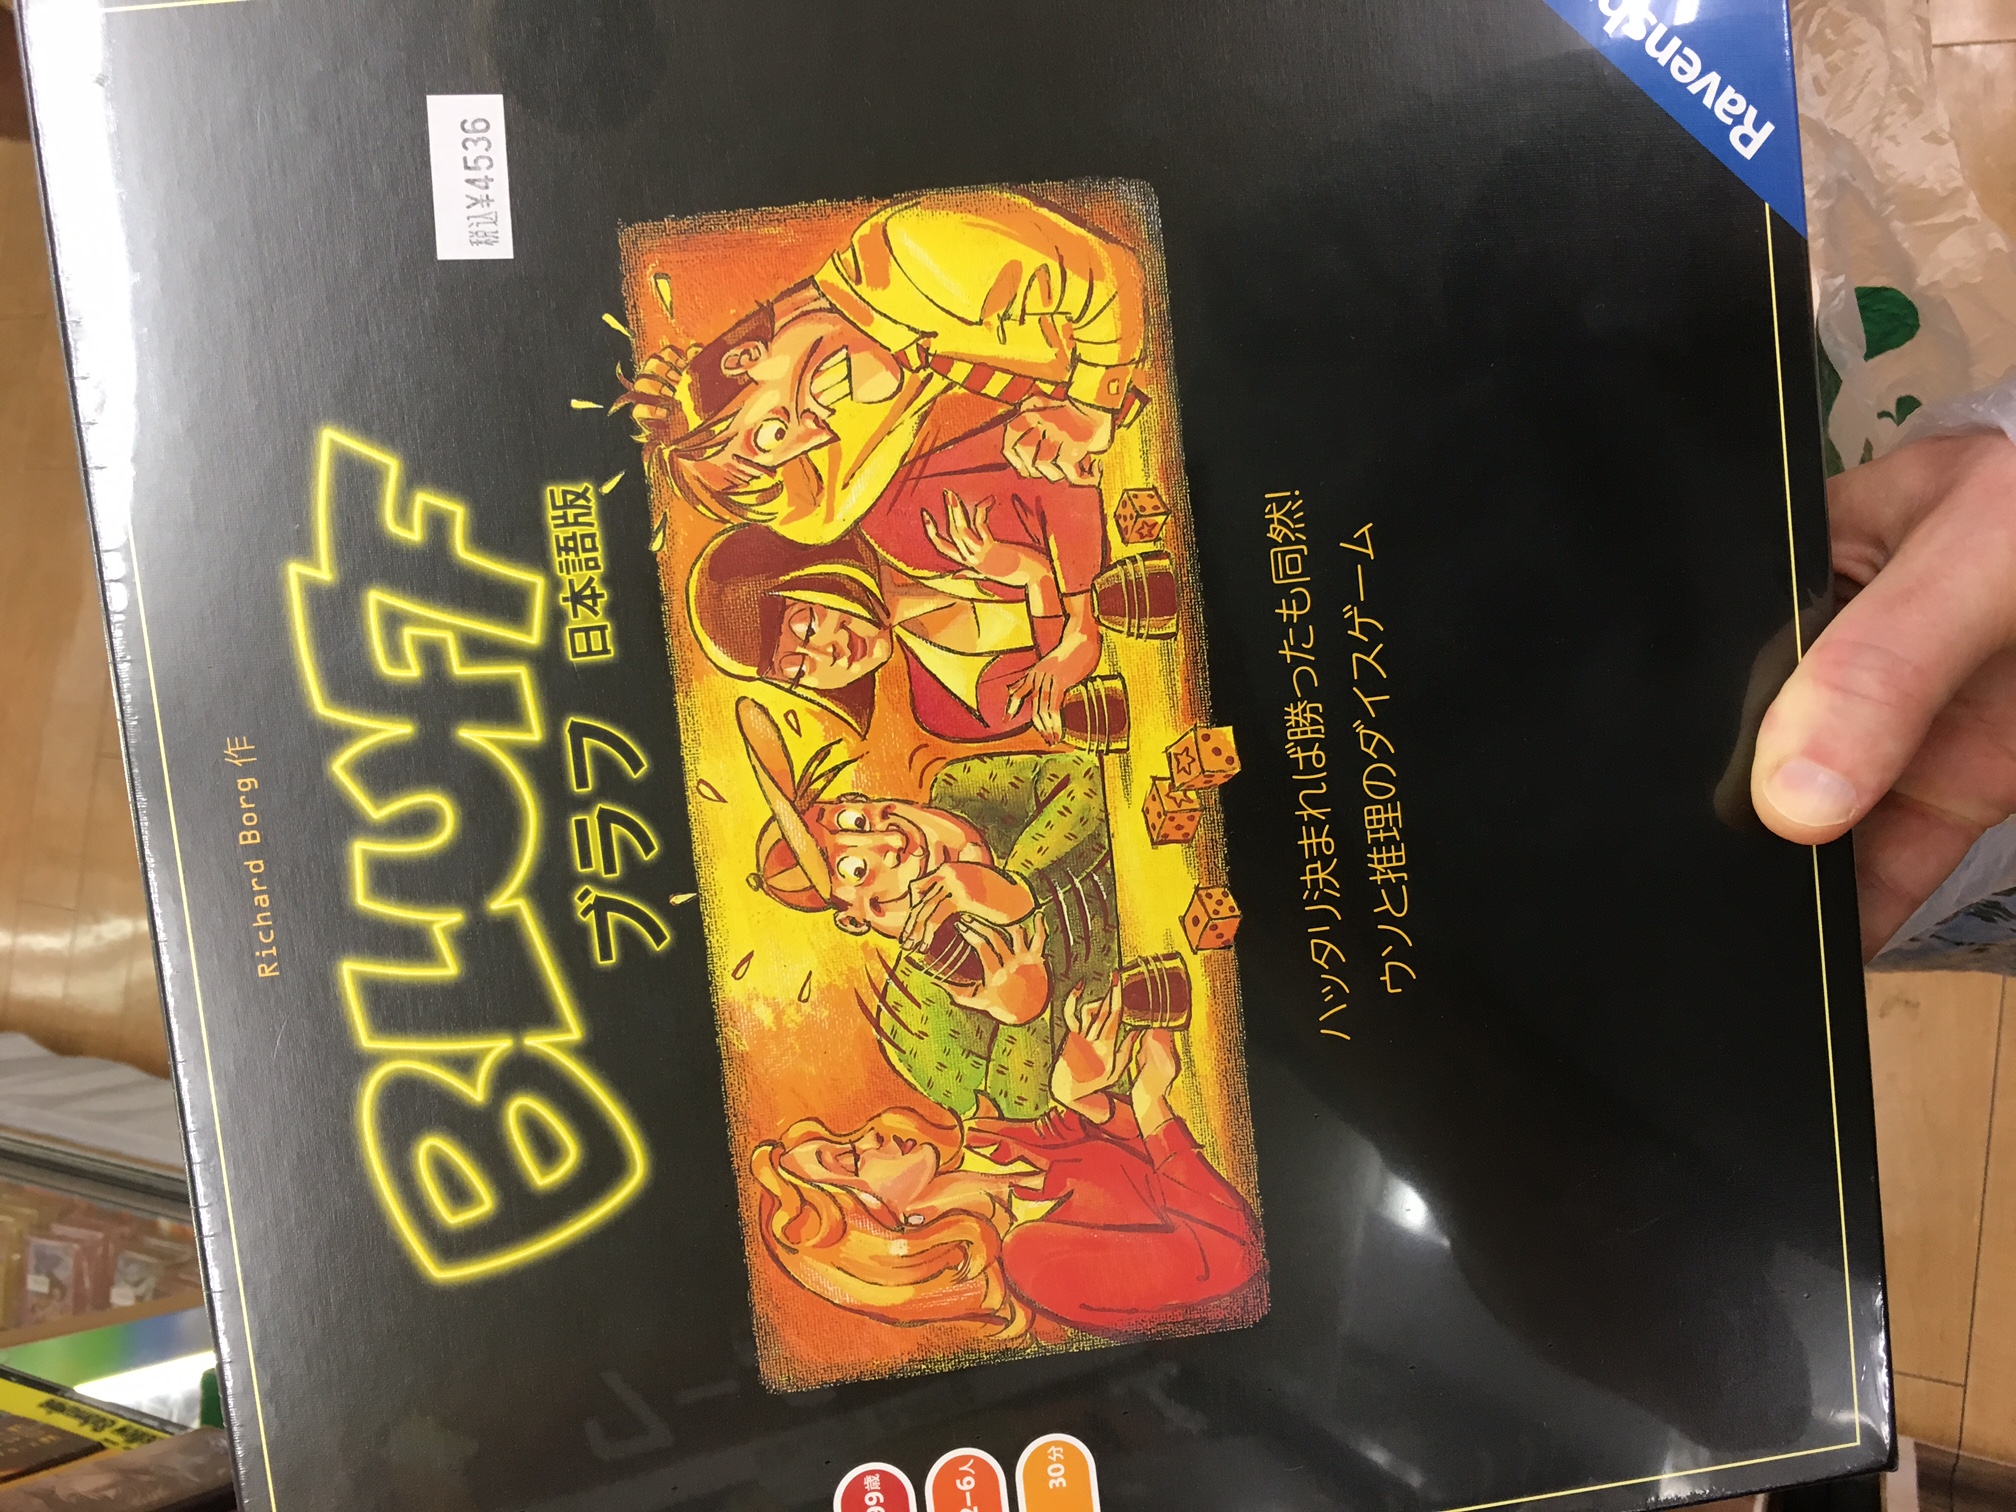 Richard Borg 作
BLUFF
ブラフ 日本語版
税込¥4536
ハッタリ決まれば勝ったも同然!
ウソと推理のダイスゲーム
30分